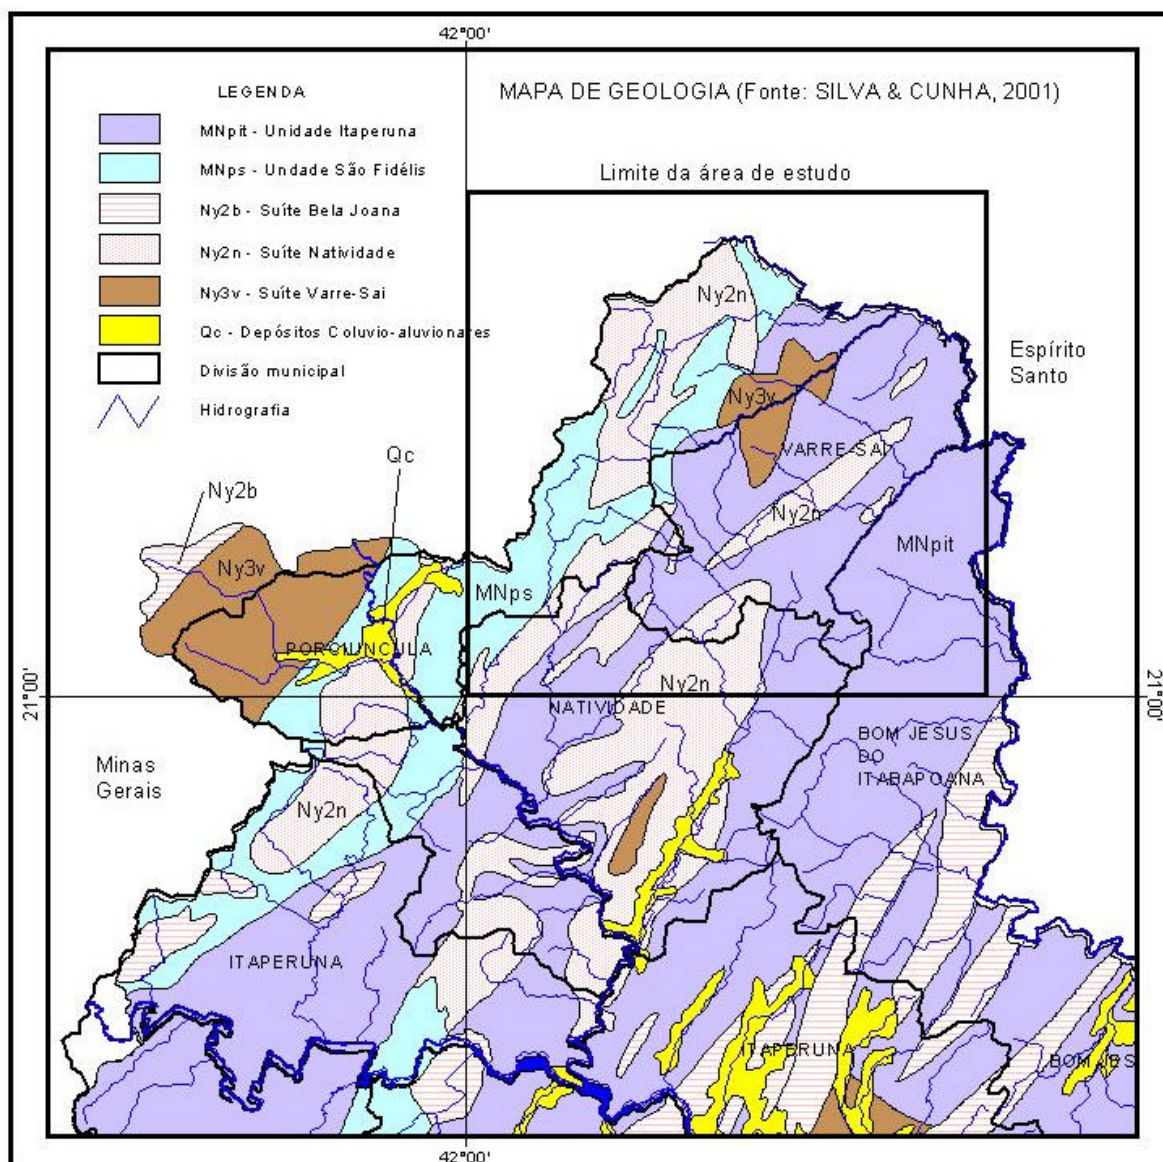 42°00'
LEGENDA
MNpit - Unidade Itaperuna
MNps - Undade São Fidélis
Ny2b - Suíte Bela Joana
Ny2n - Suíte Natividade
Ny3v - Suíte Varre-Sai
Qc - Depósitos Coluvio-aluvionares
Divisão municipal
Hidrografia
MAPA DE GEOLOGIA (Fonte: SILVA & CUNHA, 2001)
Limite da área de estudo
Ny2n
Espírito
Santo
Ny3v
VARRE-SAI
Qc
Ny2b
Ny2n
MNpit
Ny3v
MNps
PORCIUNCULA
Ny2n
21°00'
21°00'
NATIVIDADE
BOM JESUS
DO
ITABAPOANA
Minas
Gerais
Ny2n
ITAPERUNA
ITAPERUNA
BOM JES
42°00'